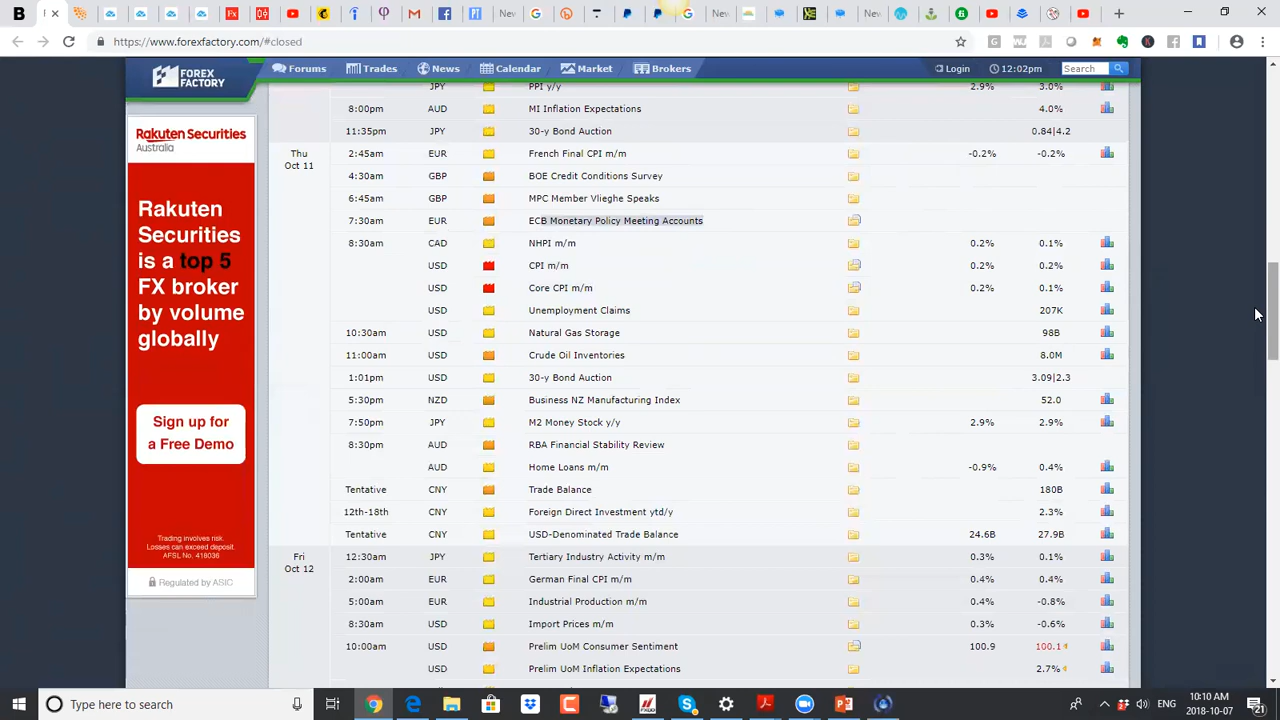 B
New
New
New
New
https://www.forexfactory.com/#closed
FOREX FACTORY
Forums Trades News Calendar Market Brokers Login 12:02pm Search
Rakuten Securities
Australia
Rakuten
Securities
is a top 5
FX broker
by volume
globally
Sign up for
a Free Demo
Trading involves risk.
Losses can exceed deposit.
AFSL No. 418036
Regulated by ASIC
JPY PPI y/y 2.9% 3.0%
8:00pm AUD MI Inflation Expectations 4.0%
11:35pm JPY 30-y Bond Auction 0.84|4.2
Thu Oct 11 2:45am EUR French Final CPI m/m -0.2% -0.2%
4:30am GBP BOE Credit Conditions Survey
6:45am GBP MPC Member Vlieghe Speaks
7:30am EUR ECB Monetary Policy Meeting Accounts
8:30am CAD NHPI m/m 0.2% 0.1%
USD CPI m/m 0.2% 0.2%
USD Core CPI m/m 0.2% 0.1%
USD Unemployment Claims 207K
10:30am USD Natural Gas Storage 98B
11:00am USD Crude Oil Inventories 8.0M
1:01pm USD 30-y Bond Auction 3.09|2.3
5:30pm NZD Business NZ Manufacturing Index 52.0
7:50pm JPY M2 Money Stock y/y 2.9% 2.9%
8:30pm AUD RBA Financial Stability Review
AUD Home Loans m/m -0.9% 0.4%
Tentative CNY Trade Balance 180B
12th-18th CNY Foreign Direct Investment ytd/y 2.3%
Tentative CNY USD-Denominated Trade Balance 24.6B 27.9B
Fri Oct 12 12:30am JPY Tertiary Industry Activity m/m 0.3% 0.1%
2:00am EUR German Final CPI m/m 0.4% 0.4%
5:00am EUR Industrial Production m/m 0.4% -0.8%
8:30am USD Import Prices m/m 0.3% -0.6%
10:00am USD Prelim UoM Consumer Sentiment 100.9 100.1
USD Prelim UoM Inflation Expectations 2.7%
Type here to search
ENG
10:10 AM
2018-10-07
21